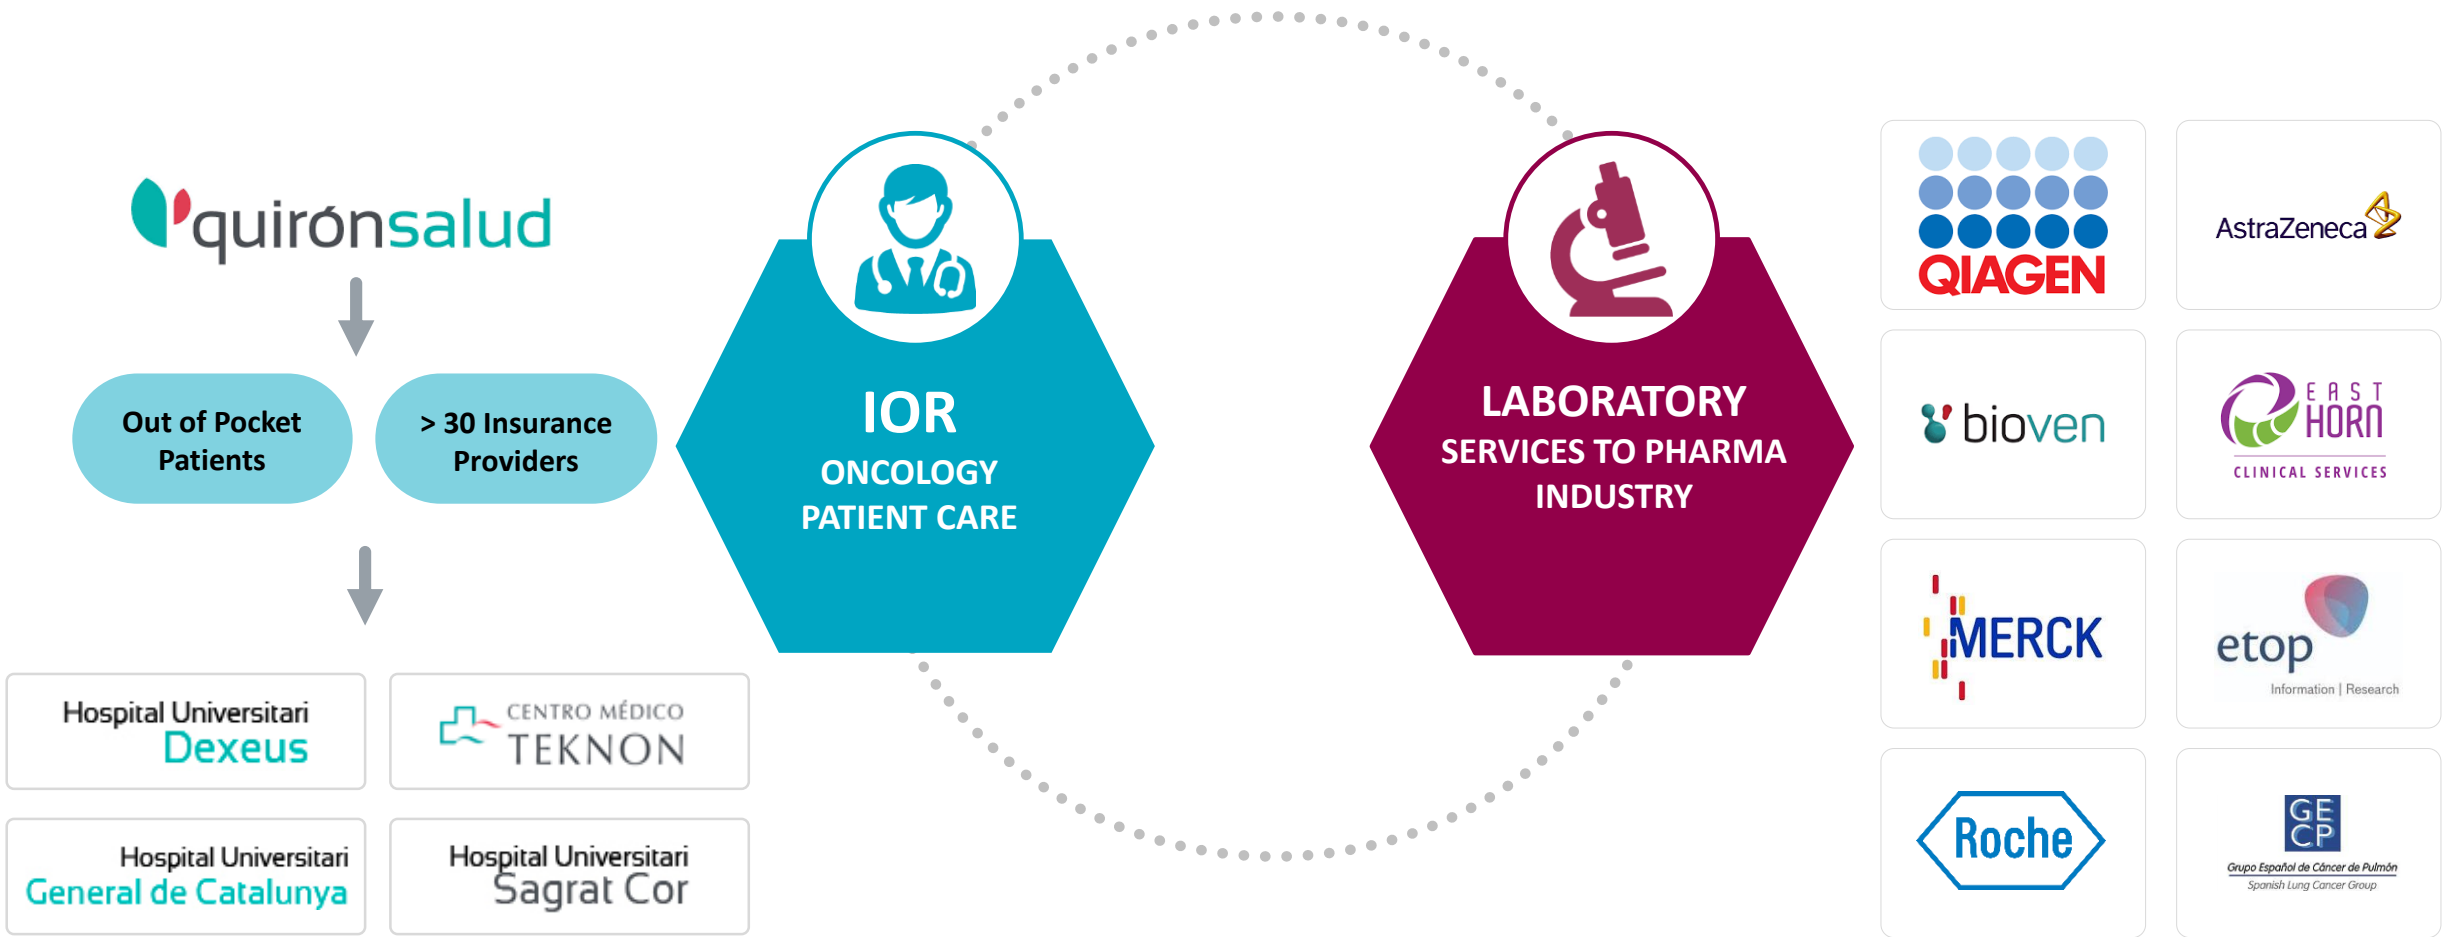 quirónsalud
Out of Pocket
Patients
> 30 Insurance
Providers
Hospital Universitari
Dexeus
CENTRO MÉDICO
TEKNON
Hospital Universitari
General de Catalunya
Hospital Universitari
Sagrat Cor
IOR
ONCOLOGY
PATIENT CARE
LABORATORY
SERVICES TO PHARMA
INDUSTRY
QIAGEN
AstraZeneca
bioven
EAST
HORN
CLINICAL SERVICES
MERCK
etop
Information | Research
Roche
GE
CP
Grupo Español de Cáncer de Pulmón
Spanish Lung Cancer Group